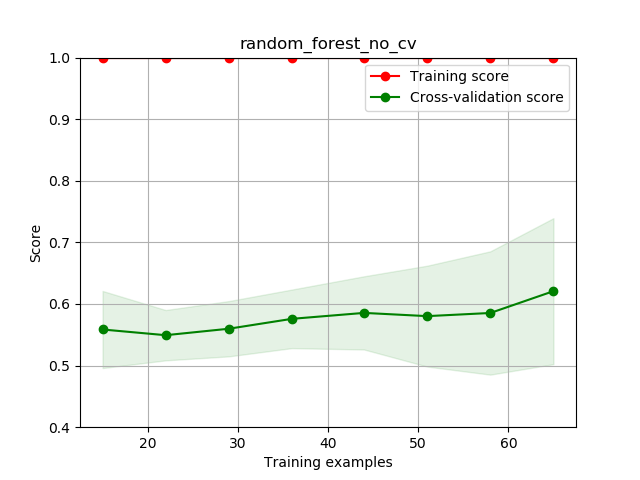 random_forest_no_cv
1.0
0.9
0.8
0.7
0.6
0.5
0.4
Score
Training score
Cross-validation score
20 30 40 50 60
Training examples